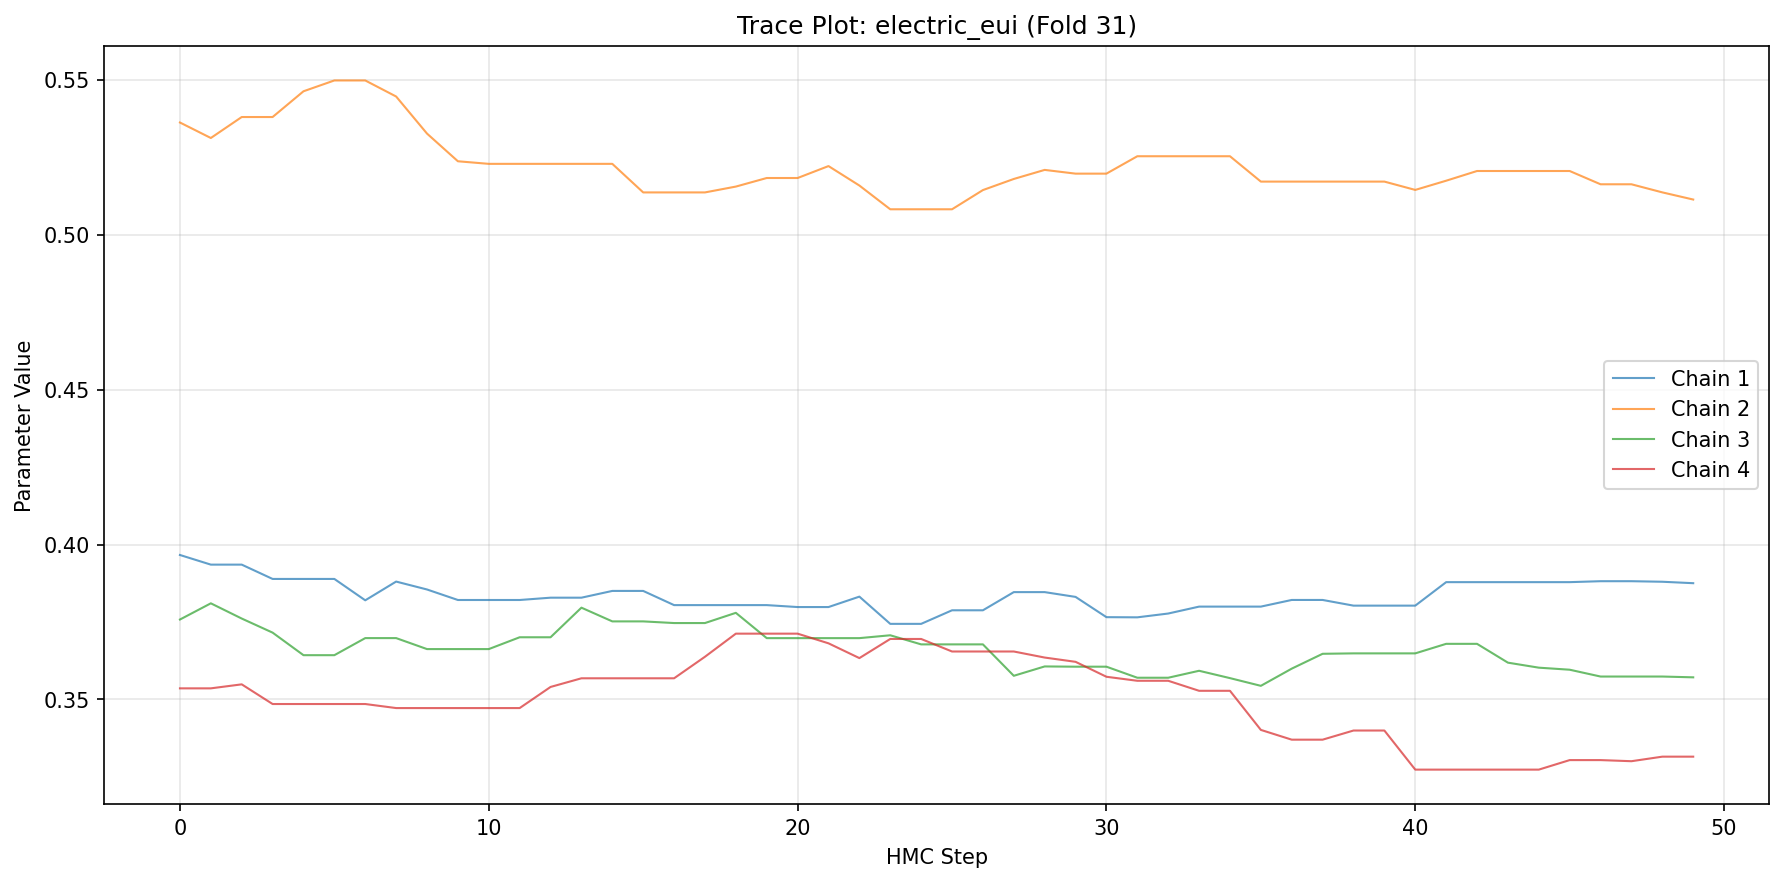 Trace Plot: electric_eui (Fold 31)
Parameter Value
0.55
0.50
0.45
0.40
0.35
Chain 1
Chain 2
Chain 3
Chain 4
0 10 20 30 40 50
HMC Step